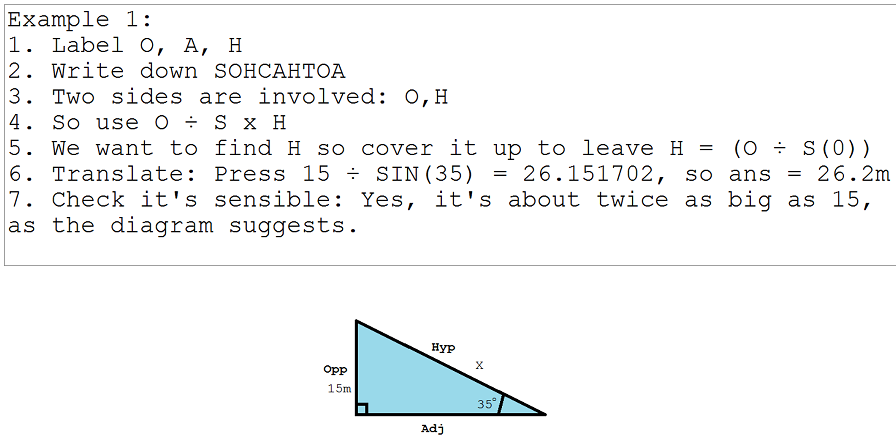 Example 1:
1. Label O, A, H
2. Write down SOHCAHTOA
3. Two sides are involved: O,H
4. So use O ÷ S x H
5. We want to find H so cover it up to leave H = (O ÷ S(0))
6. Translate: Press 15 ÷ SIN(35) = 26.151702, so ans = 26.2m
7. Check it's sensible: Yes, it's about twice as big as 15,
as the diagram suggests.
Hyp
x
Opp
15m
35°
Adj